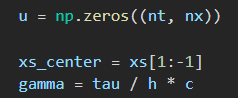 u = np.zeros((nt, nx))
xs_center = xs[1:-1]
gamma = tau / h * c